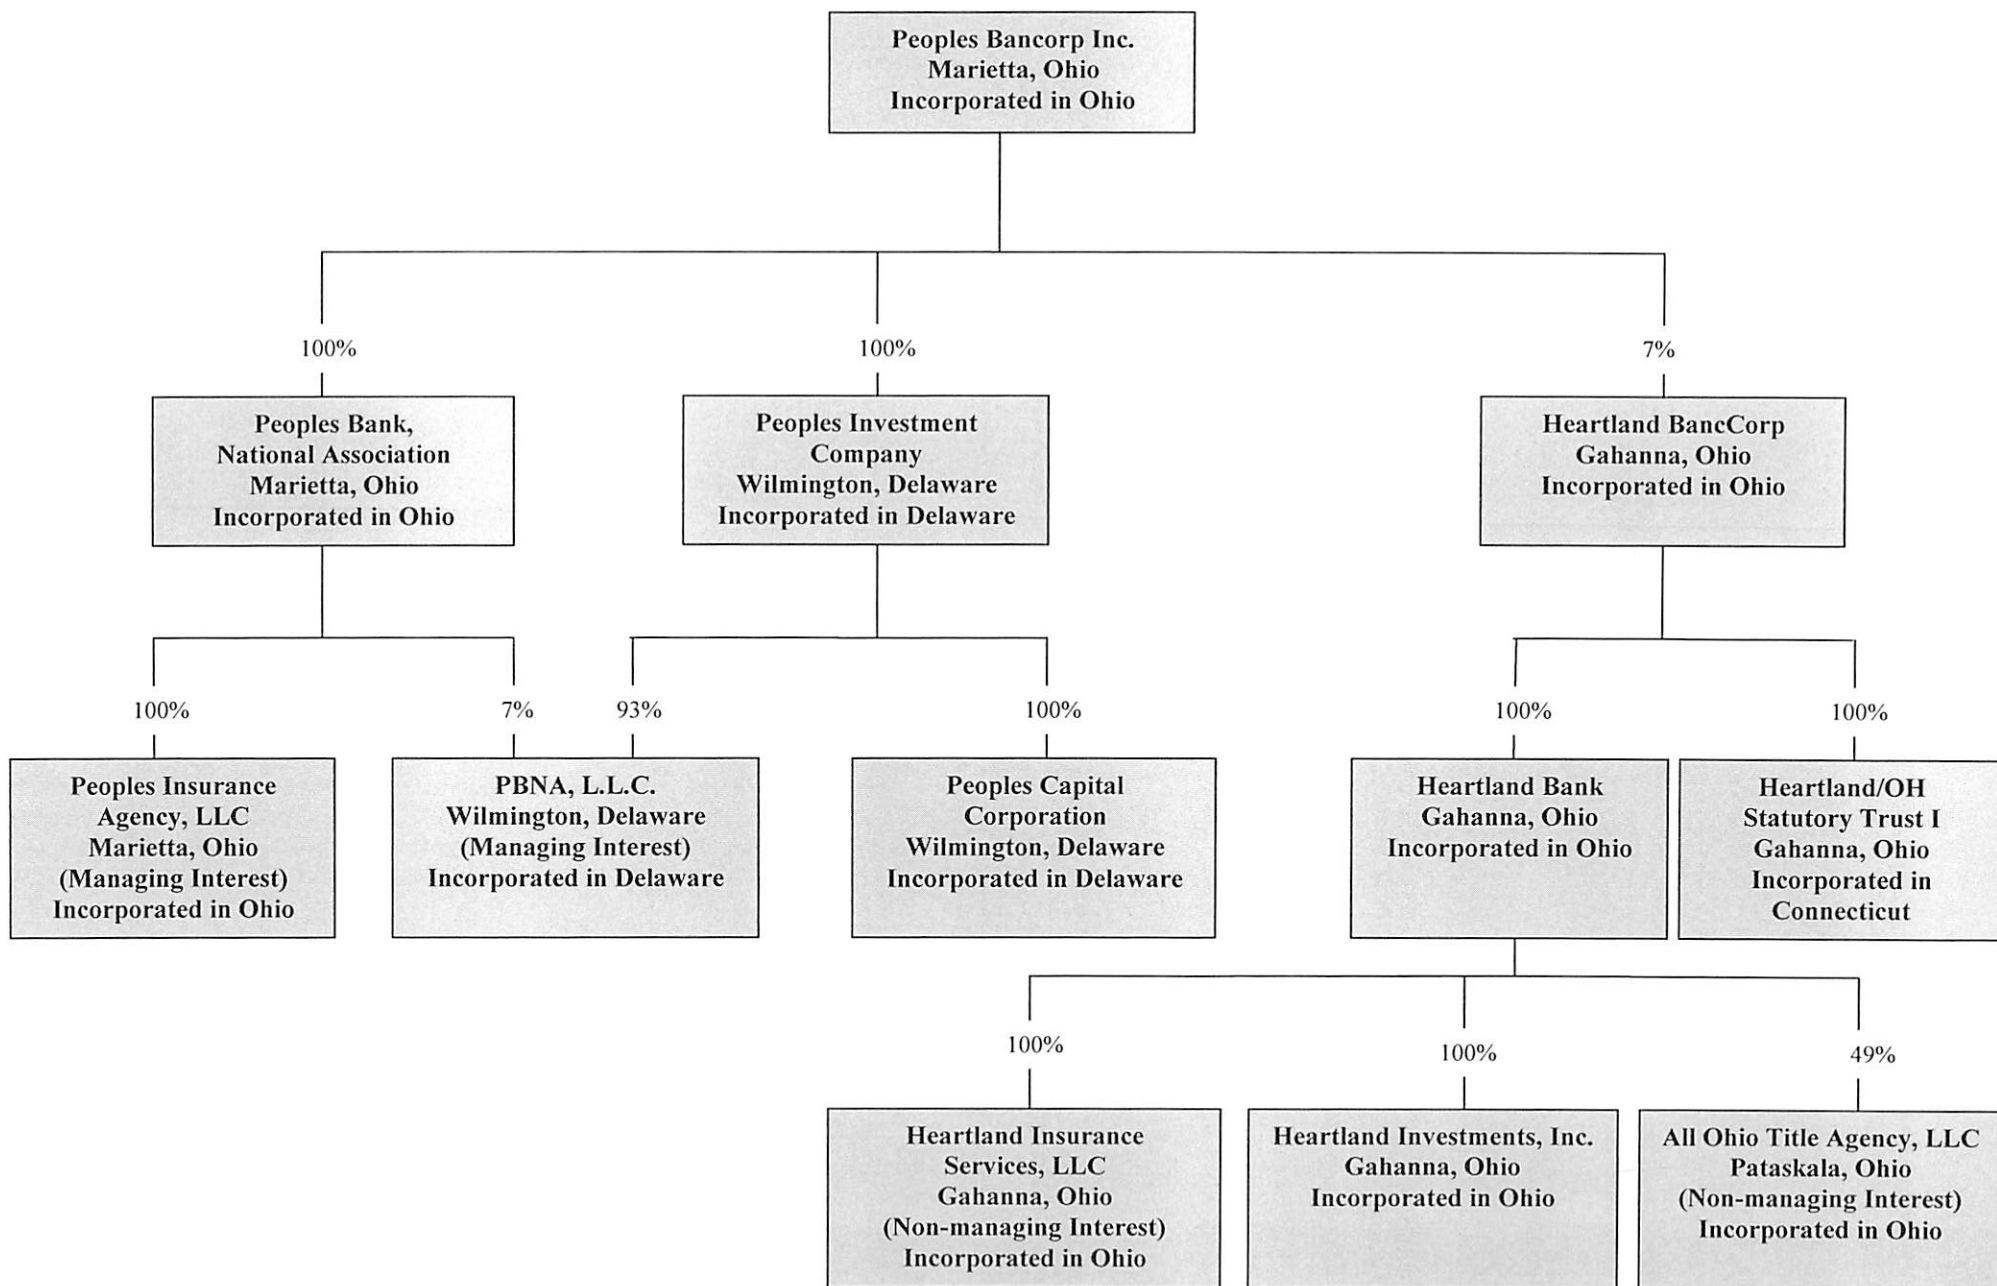 Peoples Bancorp Inc.
Marietta, Ohio
Incorporated in Ohio
100%
100%
7%
Peoples Bank,
National Association
Marietta, Ohio
Incorporated in Ohio
Peoples Investment
Company
Wilmington, Delaware
Incorporated in Delaware
Heartland BancCorp
Gahanna, Ohio
Incorporated in Ohio
100%
7%
93%
100%
100%
100%
Peoples Insurance
Agency, LLC
Marietta, Ohio
(Managing Interest)
Incorporated in Ohio
PBNA, L.L.C.
Wilmington, Delaware
(Managing Interest)
Incorporated in Delaware
Peoples Capital
Corporation
Wilmington, Delaware
Incorporated in Delaware
Heartland Bank
Gahanna, Ohio
Incorporated in Ohio
Heartland/OH
Statutory Trust I
Gahanna, Ohio
Incorporated in
Connecticut
100%
100%
49%
Heartland Insurance
Services, LLC
Gahanna, Ohio
(Non-managing Interest)
Incorporated in Ohio
Heartland Investments, Inc.
Gahanna, Ohio
Incorporated in Ohio
All Ohio Title Agency, LLC
Pataskala, Ohio
(Non-managing Interest)
Incorporated in Ohio